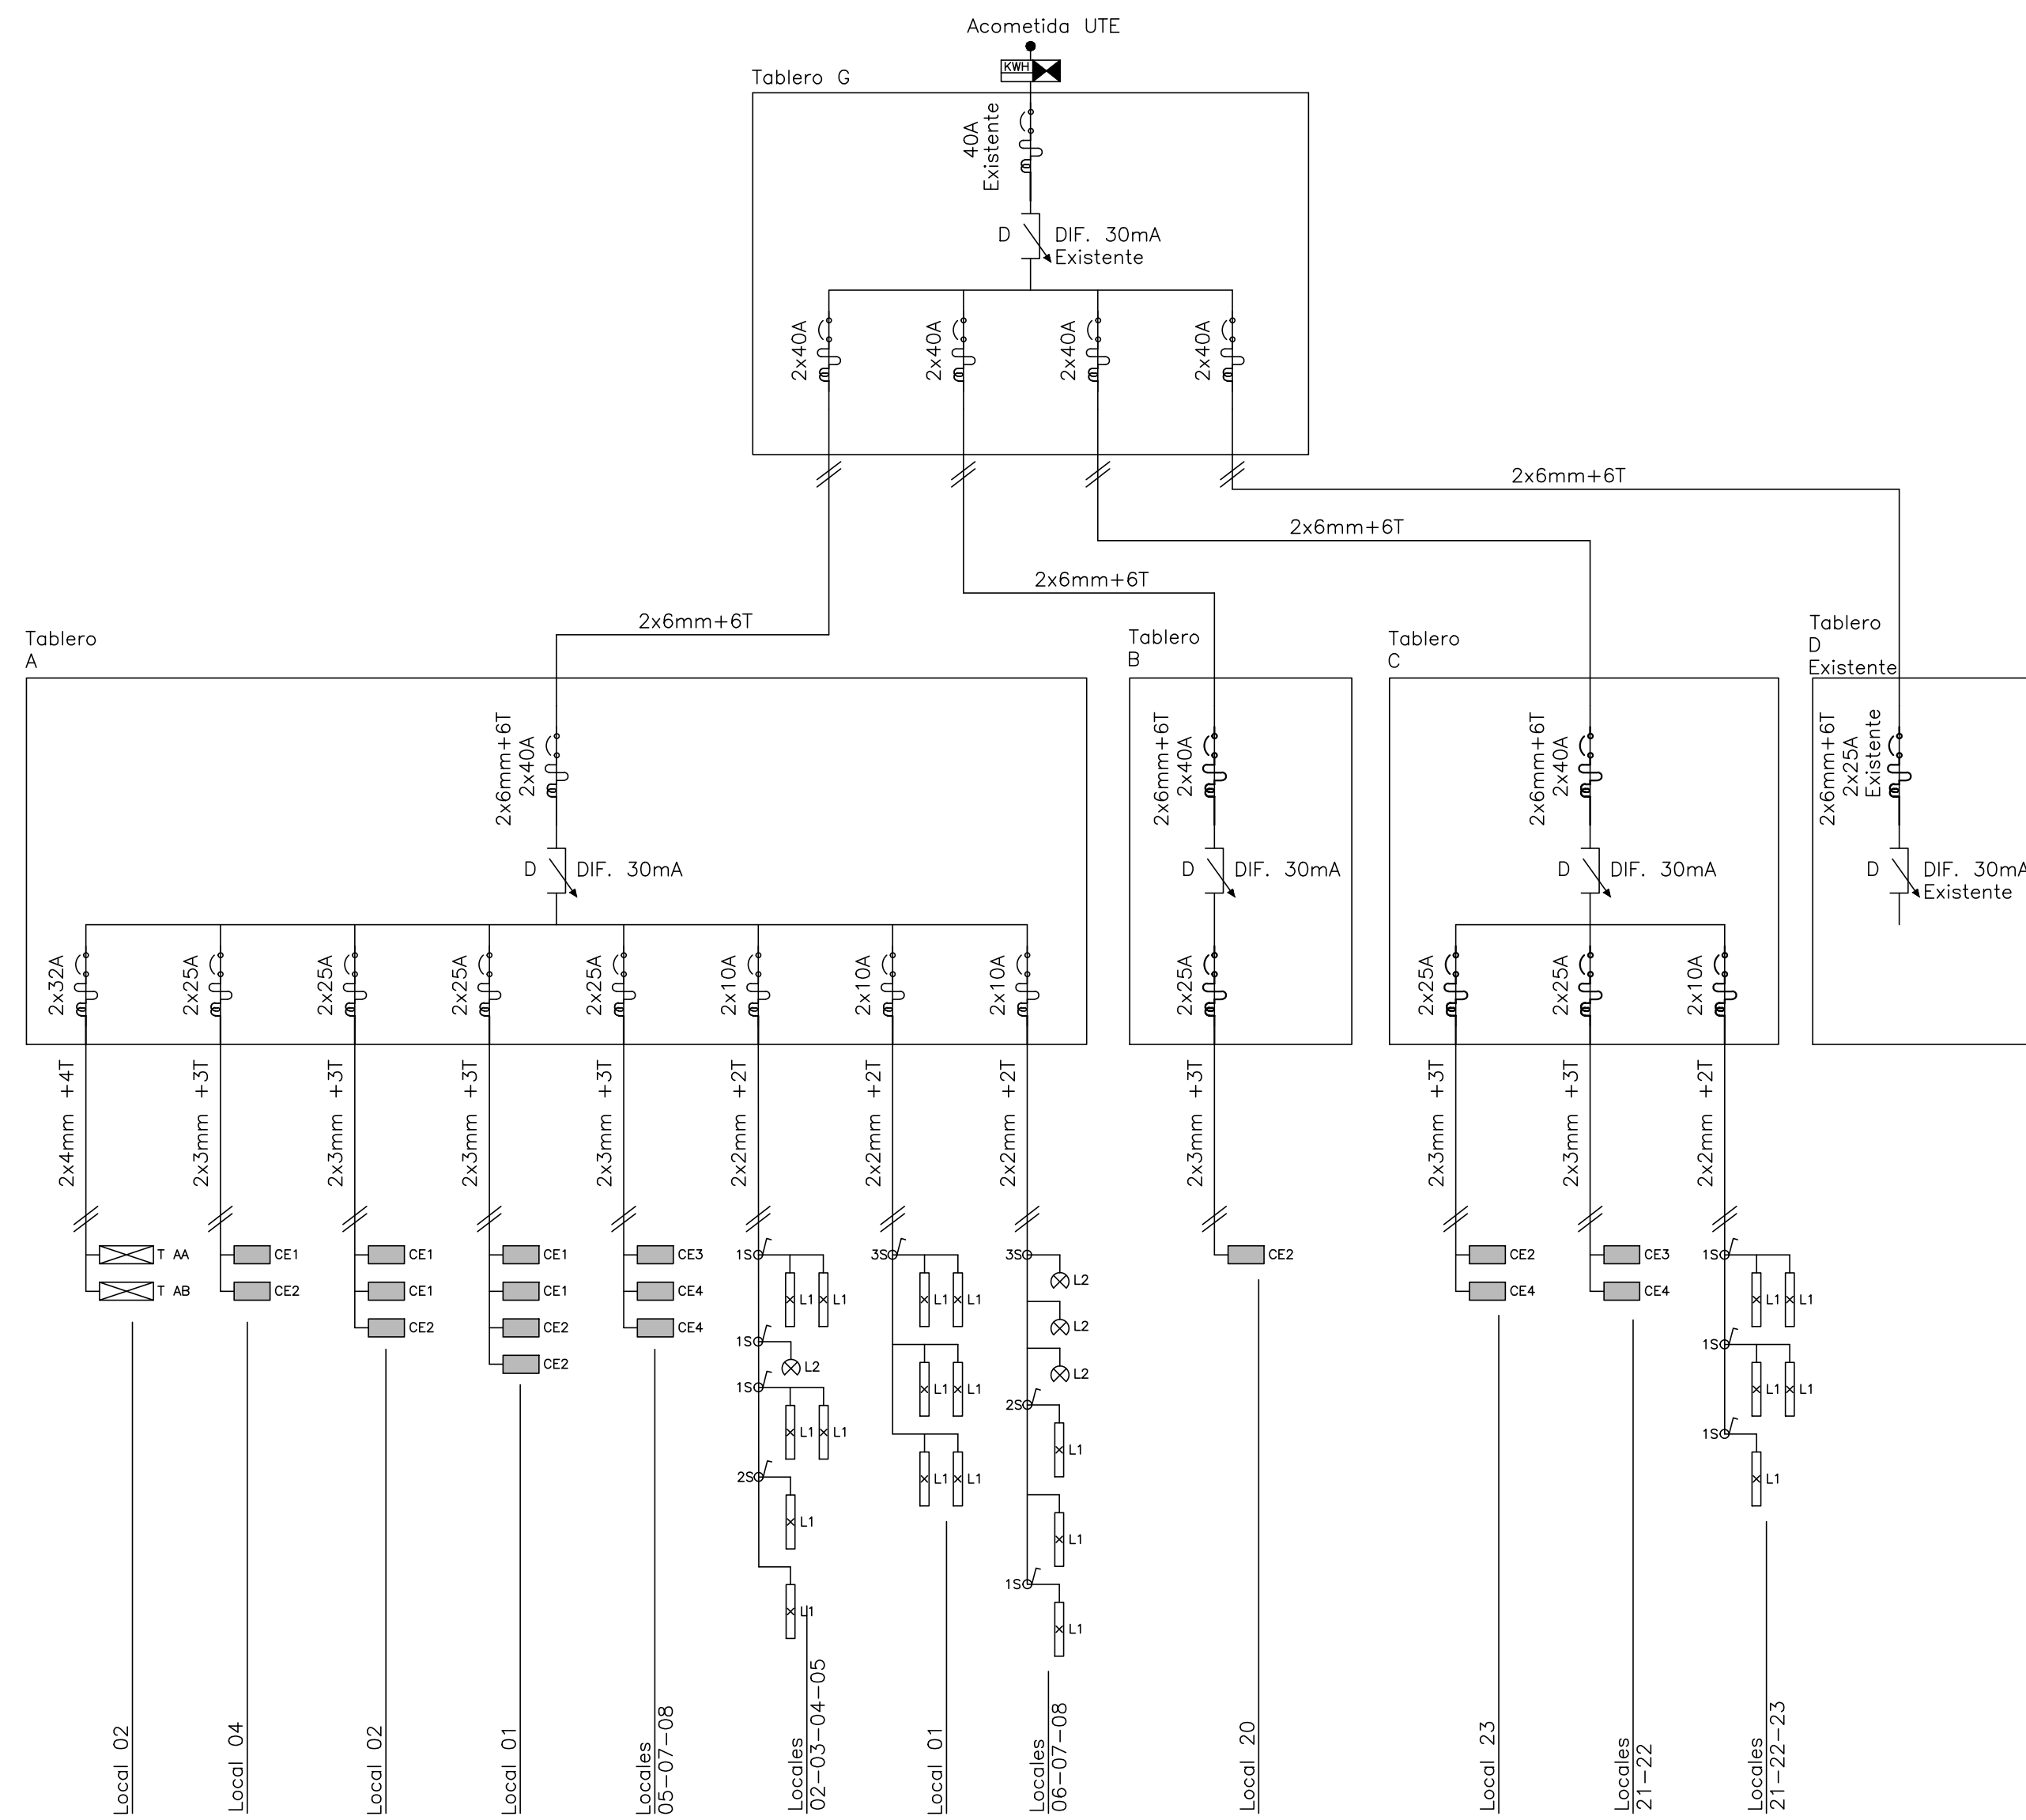 Acometida UTE
KWH
Tablero G
40A
Existente
D
DIF. 30mA
Existente
2x40A
2x40A
2x40A
2x40A
2x6mm+6T
2x6mm+6T
2x6mm+6T
2x6mm+6T
Tablero
A
2x6mm+6T
2x40A
D
DIF. 30mA
2x32A
2x25A
2x25A
2x25A
2x25A
2x10A
2x10A
2x10A
Tablero
B
2x6mm+6T
2x40A
D
DIF. 30mA
2x25A
Tablero
C
2x6mm+6T
2x40A
D
DIF. 30mA
2x25A
2x25A
2x10A
Tablero
D
Existente
2x6mm+6T
2x25A
Existente
D
DIF. 30mA
Existente
2x4mm +4T
2x3mm +3T
2x3mm +3T
2x3mm +3T
2x3mm +3T
2x2mm +2T
2x2mm +2T
2x2mm +2T
2x3mm +3T
2x3mm +3T
2x3mm +3T
2x2mm +2T
T AA
T AB
Local 02
CE1
CE2
Local 04
CE1
CE1
CE2
Local 02
CE1
CE1
CE2
CE2
Local 01
CE3
CE4
CE4
Locales
05-07-08
1S
L1
L1
1S
L2
1S
L1
L1
2S
L1
L1
Locales
02-03-04-05
3S
L1
L1
L1
L1
L1
L1
Local 01
3S
L2
L2
L2
2S
L1
L1
1S
L1
Locales
06-07-08
CE2
Local 20
CE2
CE4
Local 23
CE3
CE4
Locales
21-22
1S
L1
L1
1S
L1
L1
1S
L1
Locales
21-22-23